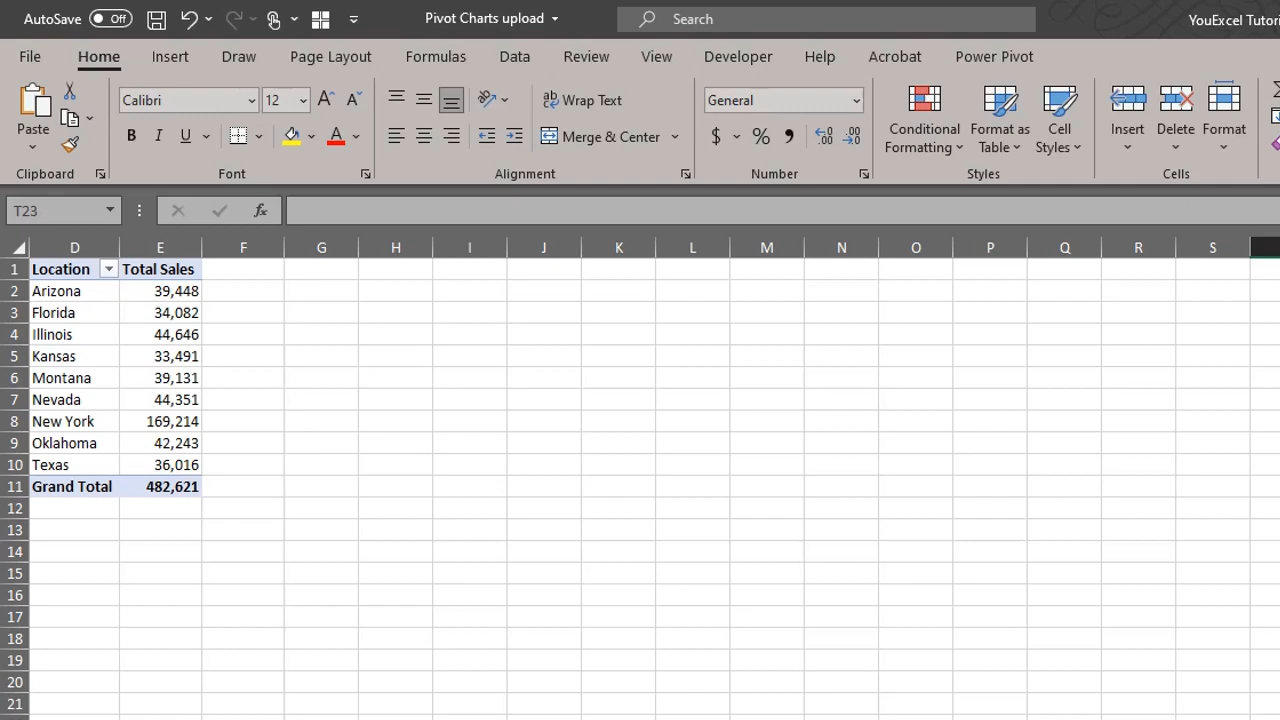 AutoSave Off Pivot Charts upload Search YouExcel Tutori
File Home Insert Draw Page Layout Formulas Data Review View Developer Help Acrobat Power Pivot
Calibri 12 ab Wrap Text General
Paste B I U A Merge & Center $ % Conditional Formatting Format as Table Cell Styles Insert Delete Format
Clipboard Font Alignment Number Styles Cells
T23 fx
D E F G H I J K L M N O P Q R S
1 Location Total Sales
2 Arizona 39,448
3 Florida 34,082
4 Illinois 44,646
5 Kansas 33,491
6 Montana 39,131
7 Nevada 44,351
8 New York 169,214
9 Oklahoma 42,243
10 Texas 36,016
11 Grand Total 482,621
12
13
14
15
16
17
18
19
20
21